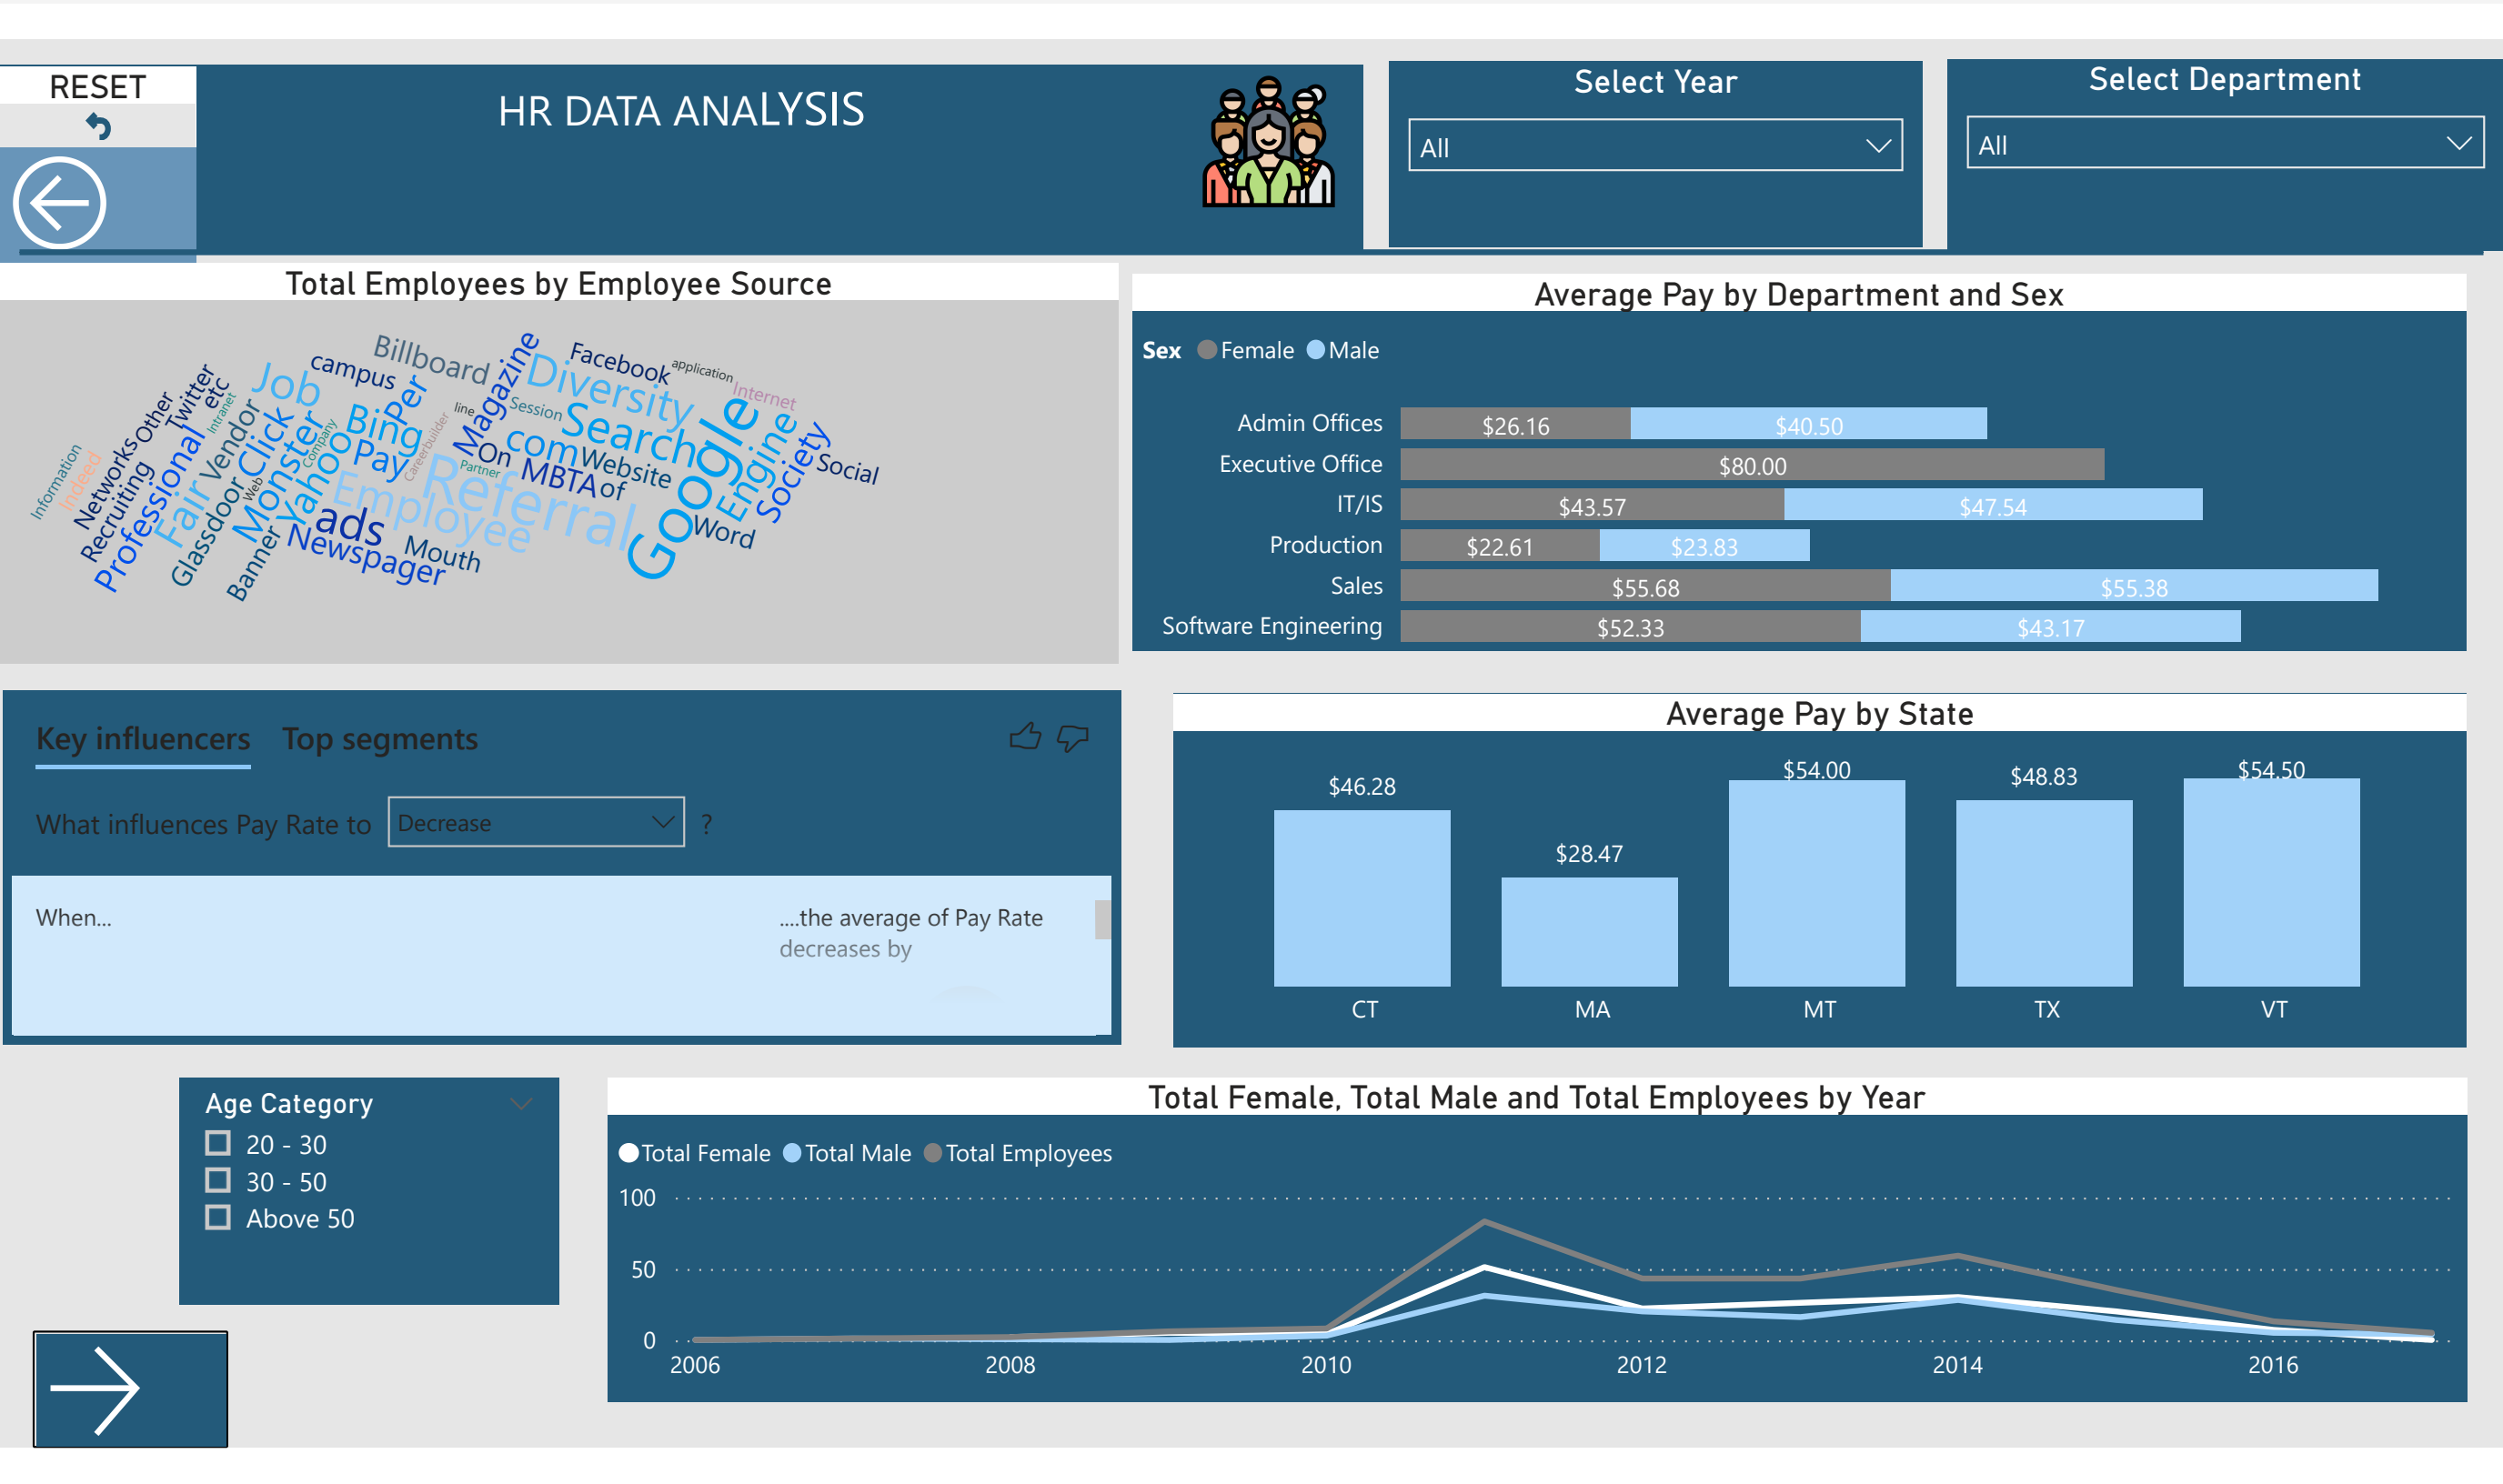 RESET
HR DATA ANALYSIS
Select Year
All
Select Department
All
Total Employees by Employee Source
Billboard
campus
Job
Per
Magazine
Facebook
application
Internet
Diversity
Session
line
Search
Google
Engine
Society
Social
Word
Website
com
On
MBTA
of
Partner
Referral
Employee
Careerbuilder
Bing
Pay
Yahoo
Company
Monster
Click
Web
Vendor
Intranet
etc
Twitter
Other
Networks
Recruiting
Professional
Fair
Glassdoor
Banner
ads
Newspager
Mouth
Indeed
Information
Average Pay by Department and Sex
Sex Female Male
Admin Offices $26.16 $40.50
Executive Office $80.00
IT/IS $43.57 $47.54
Production $22.61 $23.83
Sales $55.68 $55.38
Software Engineering $52.33 $43.17
Key influencers Top segments
What influences Pay Rate to Decrease ?
When...
....the average of Pay Rate
decreases by
Average Pay by State
$46.28 $28.47 $54.00 $48.83 $54.50
CT MA MT TX VT
Age Category
20 - 30
30 - 50
Above 50
Total Female, Total Male and Total Employees by Year
Total Female Total Male Total Employees
100
50
0
2006 2008 2010 2012 2014 2016